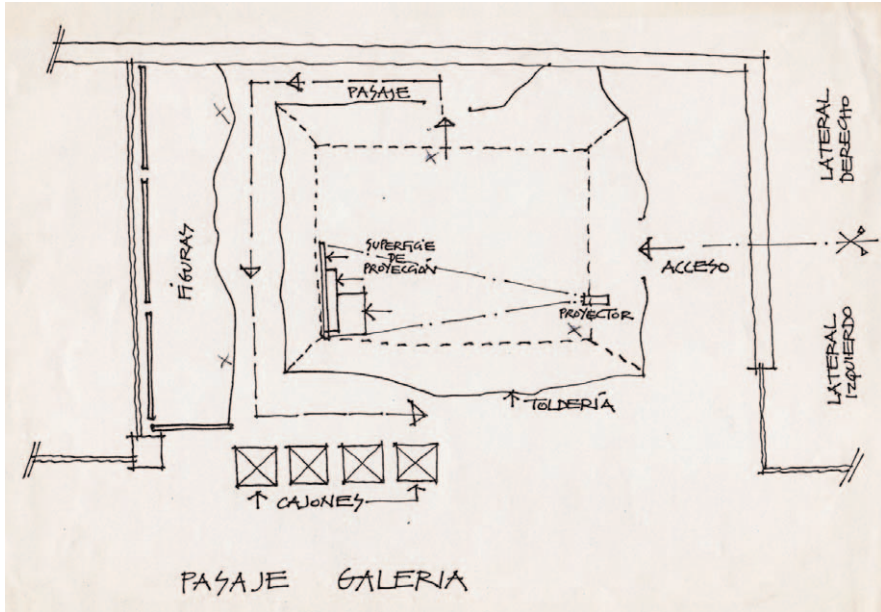 PASAJE
LATERAL
DERECHO
FIGURAS
SUPERFICIE
DE
PROYECCIÓN
ACCESO
PROYECTOR
LATERAL
IZQUIERDO
TOLDERÍA
CAJONES
PASAJE GALERIA